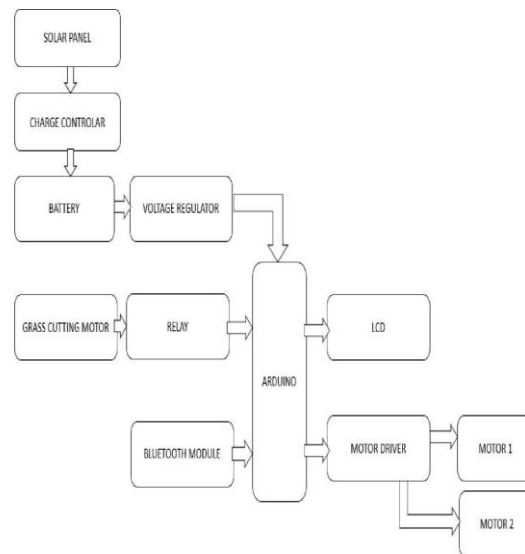 SOLAR PANEL
CHARGE CONTROLAR
BATTERY
VOLTAGE REGULATOR
GRASS CUTTING MOTOR
RELAY
LCD
ARDUINO
BLUETOOTH MODULE
MOTOR DRIVER
MOTOR 1
MOTOR 2